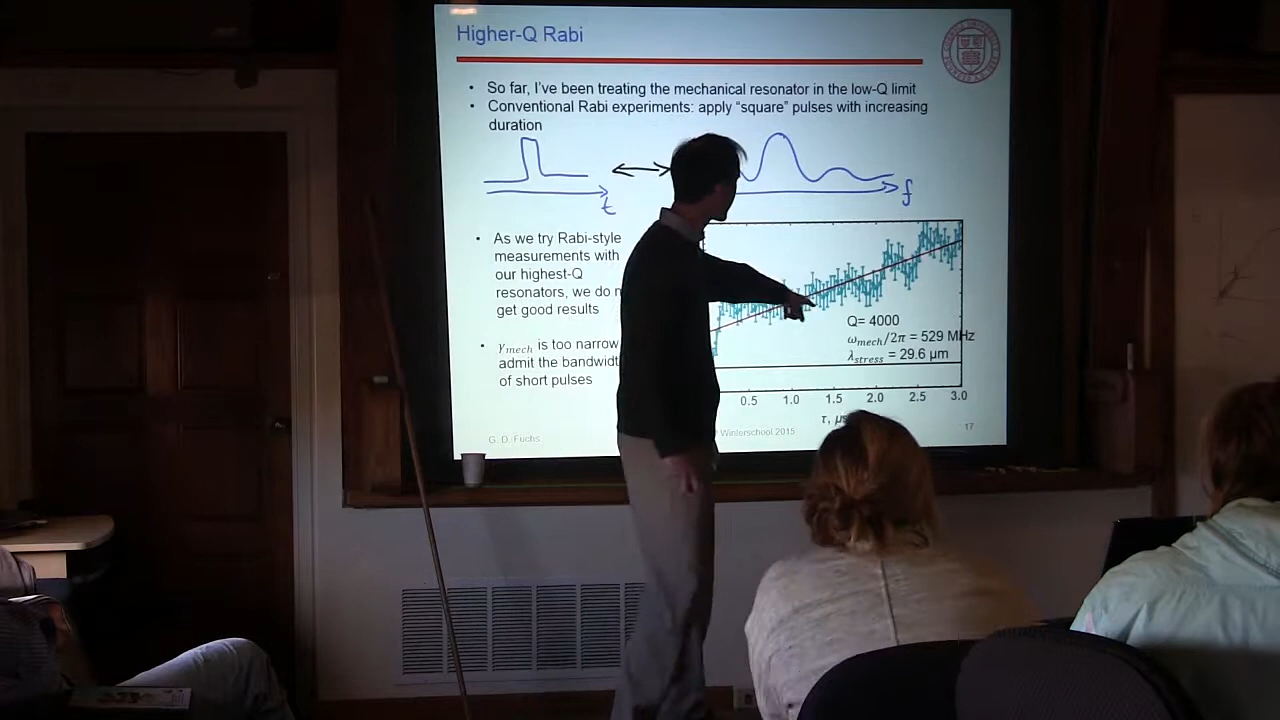 Higher-Q Rabi
• So far, I've been treating the mechanical resonator in the low-Q limit
• Conventional Rabi experiments: apply "square" pulses with increasing
duration
t
f
• As we try Rabi-style
measurements with
our highest-Q
resonators, we do
get good results
• γmech is too narrow
admit the bandwidt
of short pulses
Q= 4000
ωmech/2π = 529 MHz
λstress = 29.6 µm
0.5 1.0 1.5 2.0 2.5 3.0
τ, µs
G. D. Fuchs
Winterschool 2015
17